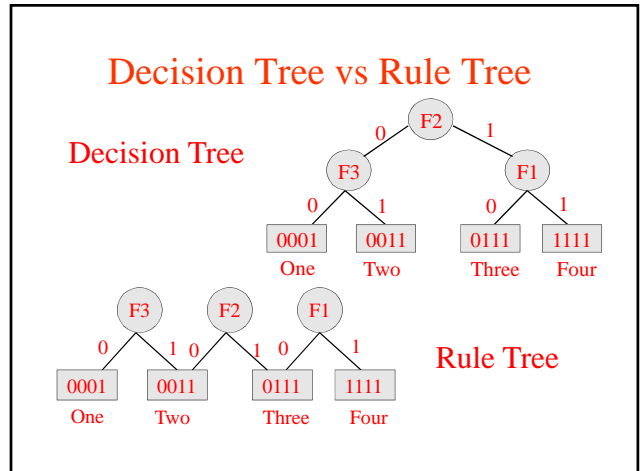 Decision Tree vs Rule Tree
Decision Tree
F2
0 1
F3 F1
0 1 0 1
0001 0011 0111 1111
One Two Three Four
F3 F2 F1
0 1 0 1 0 1
Rule Tree
0001 0011 0111 1111
One Two Three Four